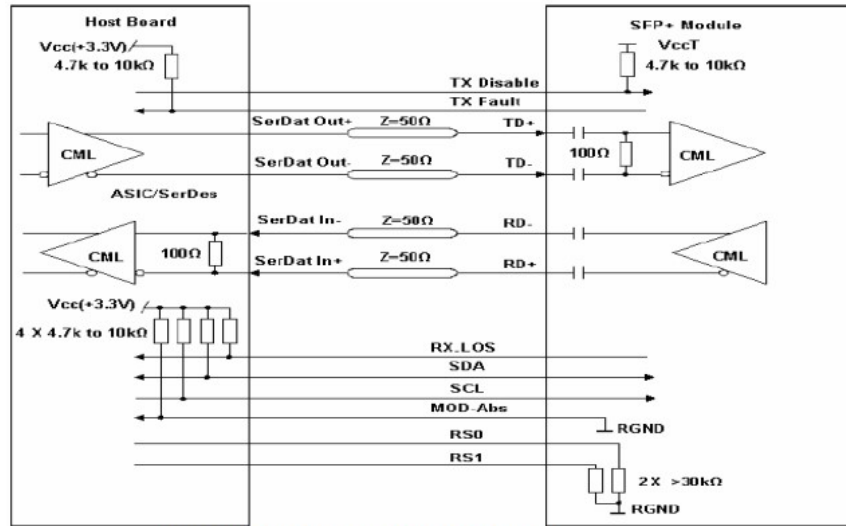 Host Board
SFP+ Module
Vcc(+3.3V)
4.7k to 10kΩ
VccT
4.7k to 10kΩ
TX Disable
TX Fault
SerDat Out+
Z=50Ω
TD+
CML
100Ω
CML
SerDat Out-
Z=50Ω
TD-
ASIC/SerDes
SerDat In-
Z=50Ω
RD-
CML
100Ω
CML
SerDat In+
Z=50Ω
RD+
Vcc(+3.3V)
4 X 4.7k to 10kΩ
RX_LOS
SDA
SCL
MOD-Abs
RGND
RS0
RS1
2X >30kΩ
RGND